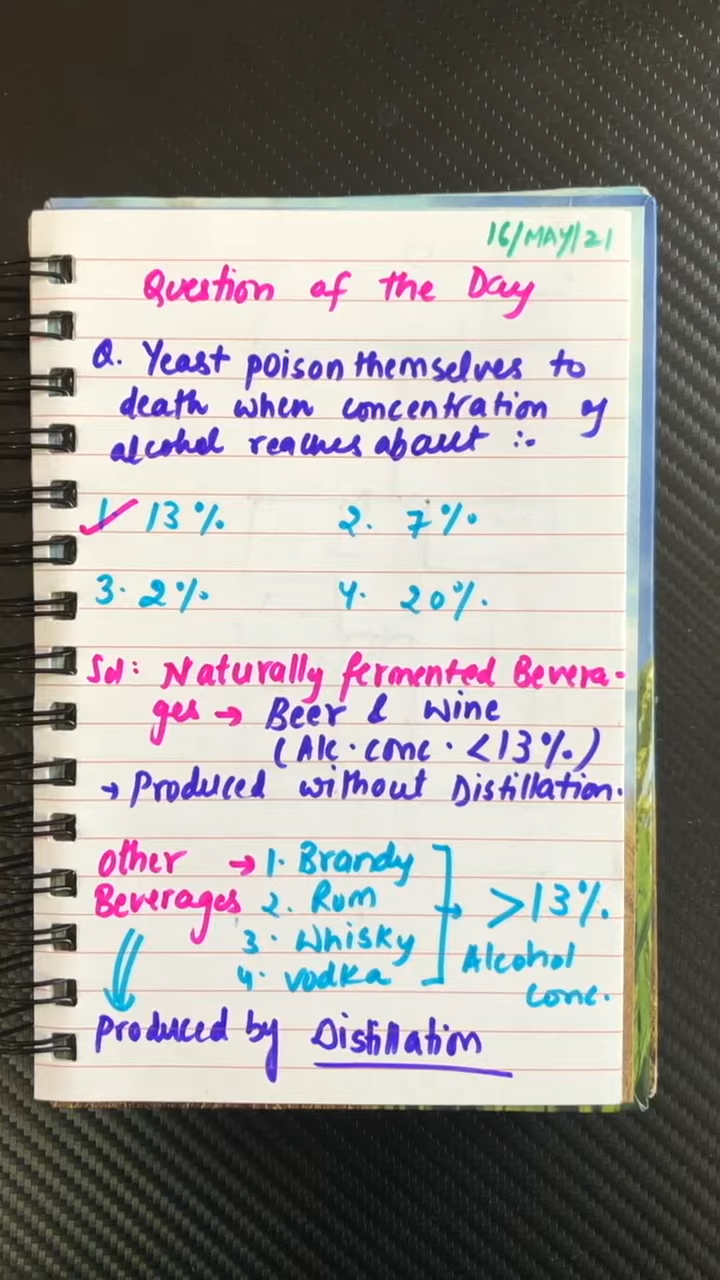 16/MAY/21
Question of the Day
Q. Yeast poison themselves to
death when concentration of
alcohol reaches about :-
1. 13% 2. 7%
3. 2% 4. 20%.
Sol: Naturally fermented Bevera-
ges → Beer & Wine
(Alc. conc. <13%)
→ Produced without Distillation.
Other → 1. Brandy
Beverages 2. Rum → >13%
3. Whisky Alcohol
4. Vodka conc.
Produced by Distillation